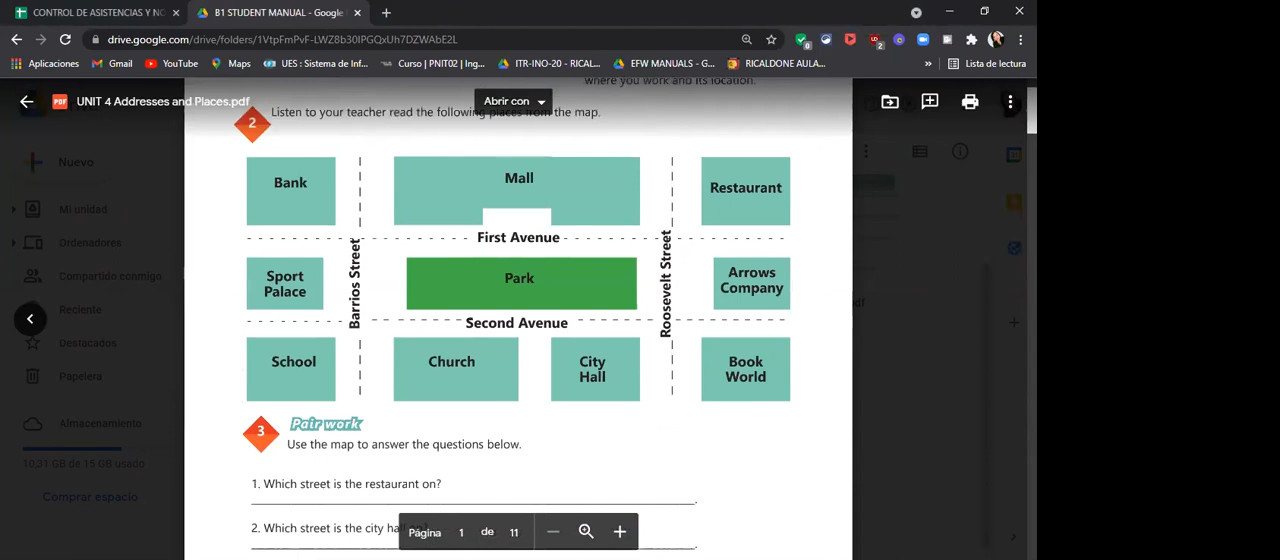 CONTROL DE ASISTENCIAS Y NO
B1 STUDENT MANUAL - Google
drive.google.com/drive/folders/1VtpFmPvF-LWZ8b30IPGQxUh7DZWAbE2L
Aplicaciones
Gmail
YouTube
Maps
UES : Sistema de Inf...
Curso | PNIT02 | Ing...
ITR-INO-20 - RICAL...
EFW MANUALS - G...
RICALDONE AULA...
»
Lista de lectura
where you work and its location.
PDF
UNIT 4 Addresses and Places.pdf
Abrir con
2
Listen to your teacher read the following places from the map.
Nuevo
Mi unidad
Ordenadores
Compartido conmigo
Reciente
Destacados
Papelera
Almacenamiento
10,31 GB de 15 GB usado
Comprar espacio
Bank
Mall
Restaurant
First Avenue
Barrios Street
Roosevelt Street
Sport
Palace
Park
Arrows
Company
Second Avenue
School
Church
City
Hall
Book
World
3
Pair work
Use the map to answer the questions below.
1. Which street is the restaurant on?
2. Which street is the city hall on?
Página 1 de 11